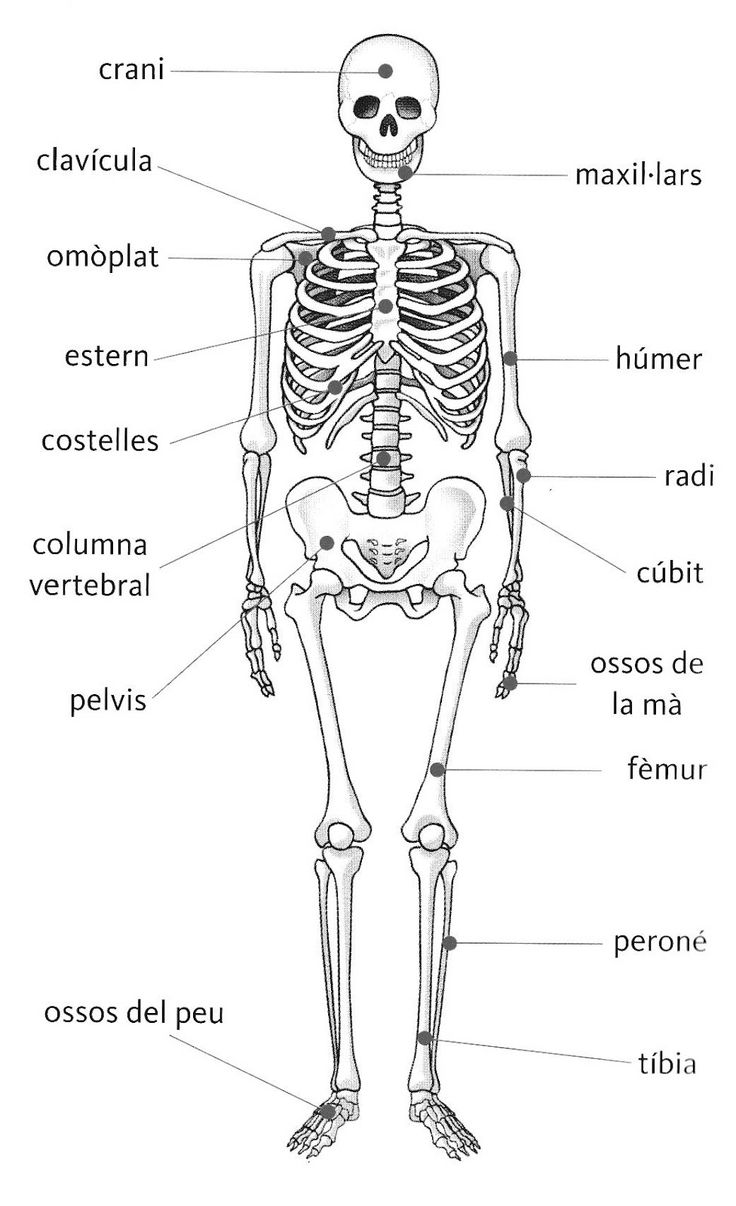 crani
clavícula
maxil·lars
omòplat
estern
húmer
costelles
radi
columna
vertebral
cúbit
ossos de
la mà
pelvis
fèmur
peroné
ossos del peu
tíbia